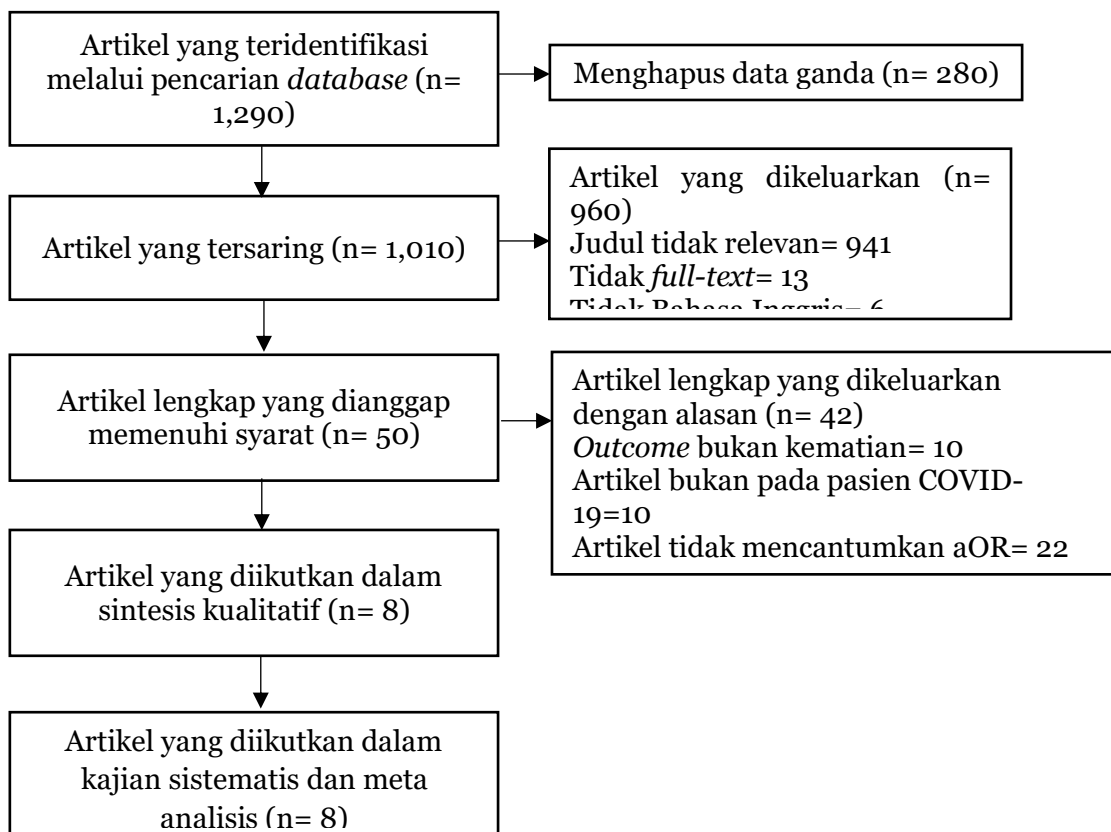 Artikel yang teridentifikasi
melalui pencarian database (n=
1,290)
Menghapus data ganda (n= 280)
Artikel yang tersaring (n= 1,010)
Artikel yang dikeluarkan (n=
960)
Judul tidak relevan= 941
Tidak full-text= 13
Tidak Bahasa Inggris= 6
Artikel lengkap yang dianggap
memenuhi syarat (n= 50)
Artikel lengkap yang dikeluarkan
dengan alasan (n= 42)
Outcome bukan kematian= 10
Artikel bukan pada pasien COVID-
19=10
Artikel tidak mencantumkan aOR= 22
Artikel yang diikutkan dalam
sintesis kualitatif (n= 8)
Artikel yang diikutkan dalam
kajian sistematis dan meta
analisis (n= 8)